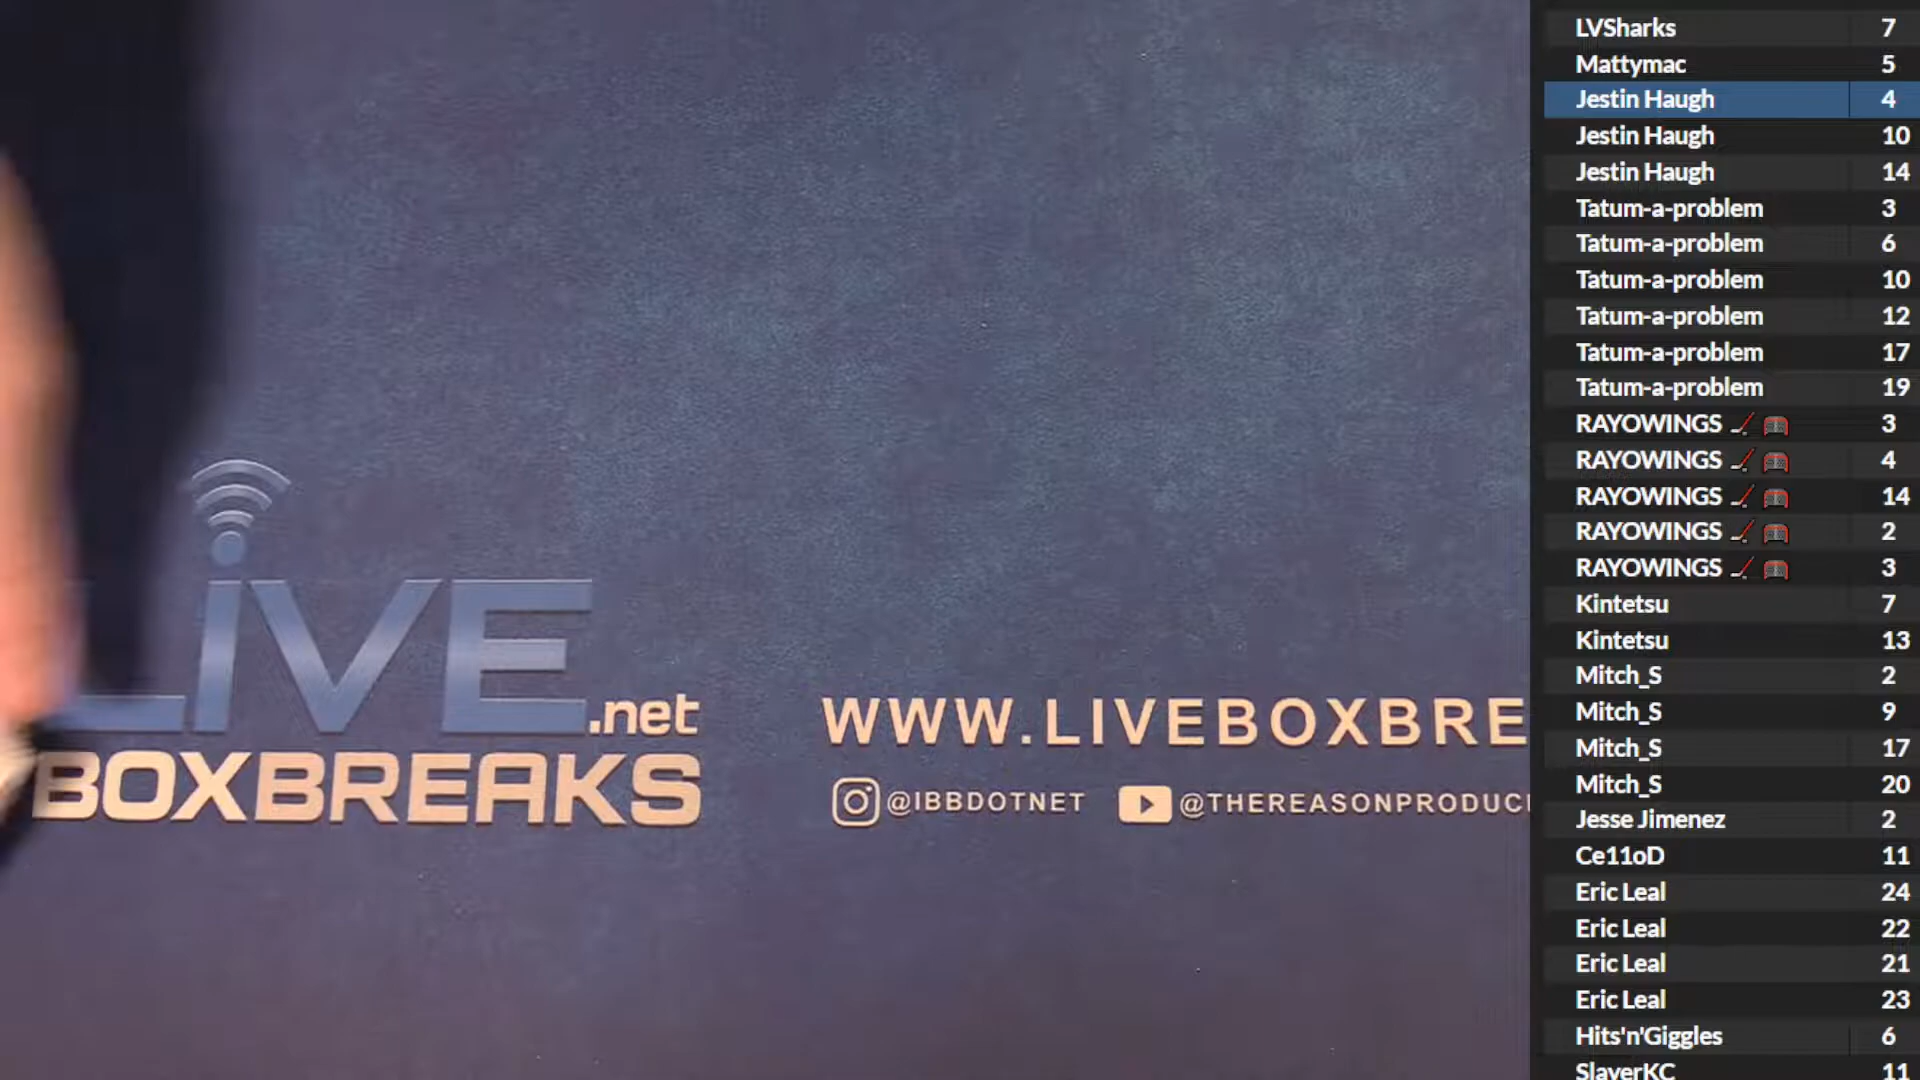 LiVE.net
BOXBREAKS
WWW.LIVEBOXBRE
@IBBDOTNET @THEREASONPRODUC
LVSharks 7
Mattymac 5
Jestin Haugh 4
Jestin Haugh 10
Jestin Haugh 14
Tatum-a-problem 3
Tatum-a-problem 6
Tatum-a-problem 10
Tatum-a-problem 12
Tatum-a-problem 17
Tatum-a-problem 19
RAYOWINGS 3
RAYOWINGS 4
RAYOWINGS 14
RAYOWINGS 2
RAYOWINGS 3
Kintetsu 7
Kintetsu 13
Mitch_S 2
Mitch_S 9
Mitch_S 17
Mitch_S 20
Jesse Jimenez 2
Ce11oD 11
Eric Leal 24
Eric Leal 22
Eric Leal 21
Eric Leal 23
Hits'n'Giggles 6
SlayerKC 11